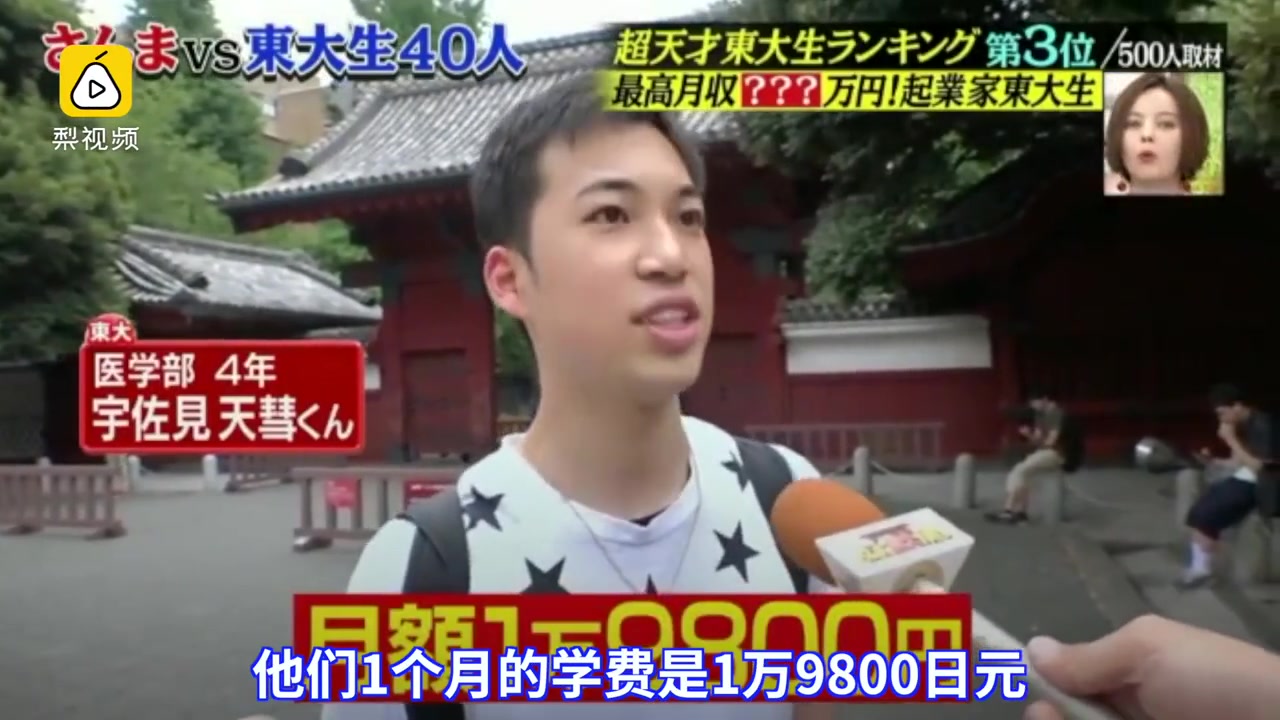 さんまvs東大生40人
梨视频
超天才東大生ランキング 第3位/500人取材
最高月収???万円!起業家東大生
東大
医学部 4年
宇佐見 天彗くん
月額1万9800円
他们1个月的学费是1万9800日元